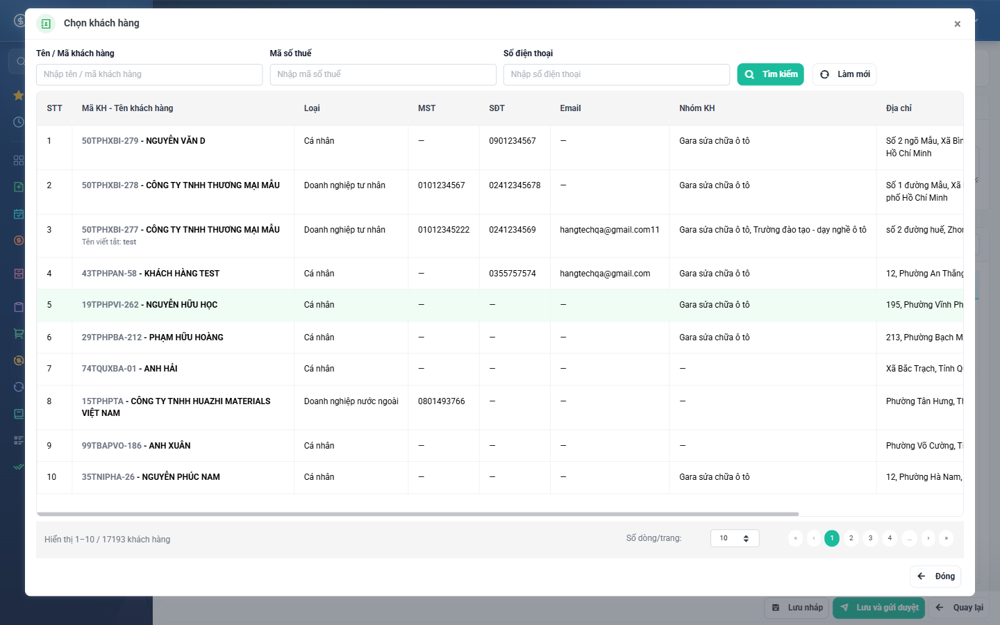 Chọn khách hàng
×
Tên / Mã khách hàng
Mã số thuế
Số điện thoại
Nhập tên / mã khách hàng
Nhập mã số thuế
Nhập số điện thoại
Tìm kiếm
Làm mới
STT Mã KH - Tên khách hàng Loại MST SĐT Email Nhóm KH Địa chỉ
1 50TPHXBI-279 - NGUYỄN VĂN D Cá nhân — 0901234567 — Gara sửa chữa ô tô Số 2 ngõ Mẫu, Xã Bìn
Hồ Chí Minh
2 50TPHXBI-278 - CÔNG TY TNHH THƯƠNG MẠI MẪU Doanh nghiệp tư nhân 0101234567 02412345678 — Gara sửa chữa ô tô Số 1 đường Mẫu, Xã
phố Hồ Chí Minh
3 50TPHXBI-277 - CÔNG TY TNHH THƯƠNG MẠI MẪU Doanh nghiệp tư nhân 01012345222 0241234569 hangtechqa@gmail.com11 Gara sửa chữa ô tô, Trường đào tạo - dạy nghề ô tô số 2 đường huế, Zhon
Tên viết tắt: test
4 43TPHPAN-58 - KHÁCH HÀNG TEST Cá nhân — 0355757574 hangtechqa@gmail.com Gara sửa chữa ô tô 12, Phường An Thắng
5 19TPHPVI-262 - NGUYỄN HỮU HỌC Cá nhân — — — Gara sửa chữa ô tô 195, Phường Vĩnh Ph
6 29TPHPBA-212 - PHẠM HỮU HOÀNG Cá nhân — — — Gara sửa chữa ô tô 213, Phường Bạch M
7 74TQUXBA-01 - ANH HẢI Cá nhân — — — — Xã Bắc Trạch, Tỉnh Q
8 15TPHPTA - CÔNG TY TNHH HUAZHI MATERIALS Doanh nghiệp nước ngoài 0801493766 — — — Phường Tân Hưng, Th
VIỆT NAM
9 99TBAPVO-186 - ANH XUÂN Cá nhân — — — — Phường Võ Cường, Tỉ
10 35TNIPHA-26 - NGUYỄN PHÚC NAM Cá nhân — — — Gara sửa chữa ô tô 12, Phường Hà Nam,
Hiển thị 1–10 / 17193 khách hàng
Số dòng/trang: 10 « ‹ 1 2 3 4 ... › »
Đóng
Lưu nháp
Lưu và gửi duyệt
Quay lại